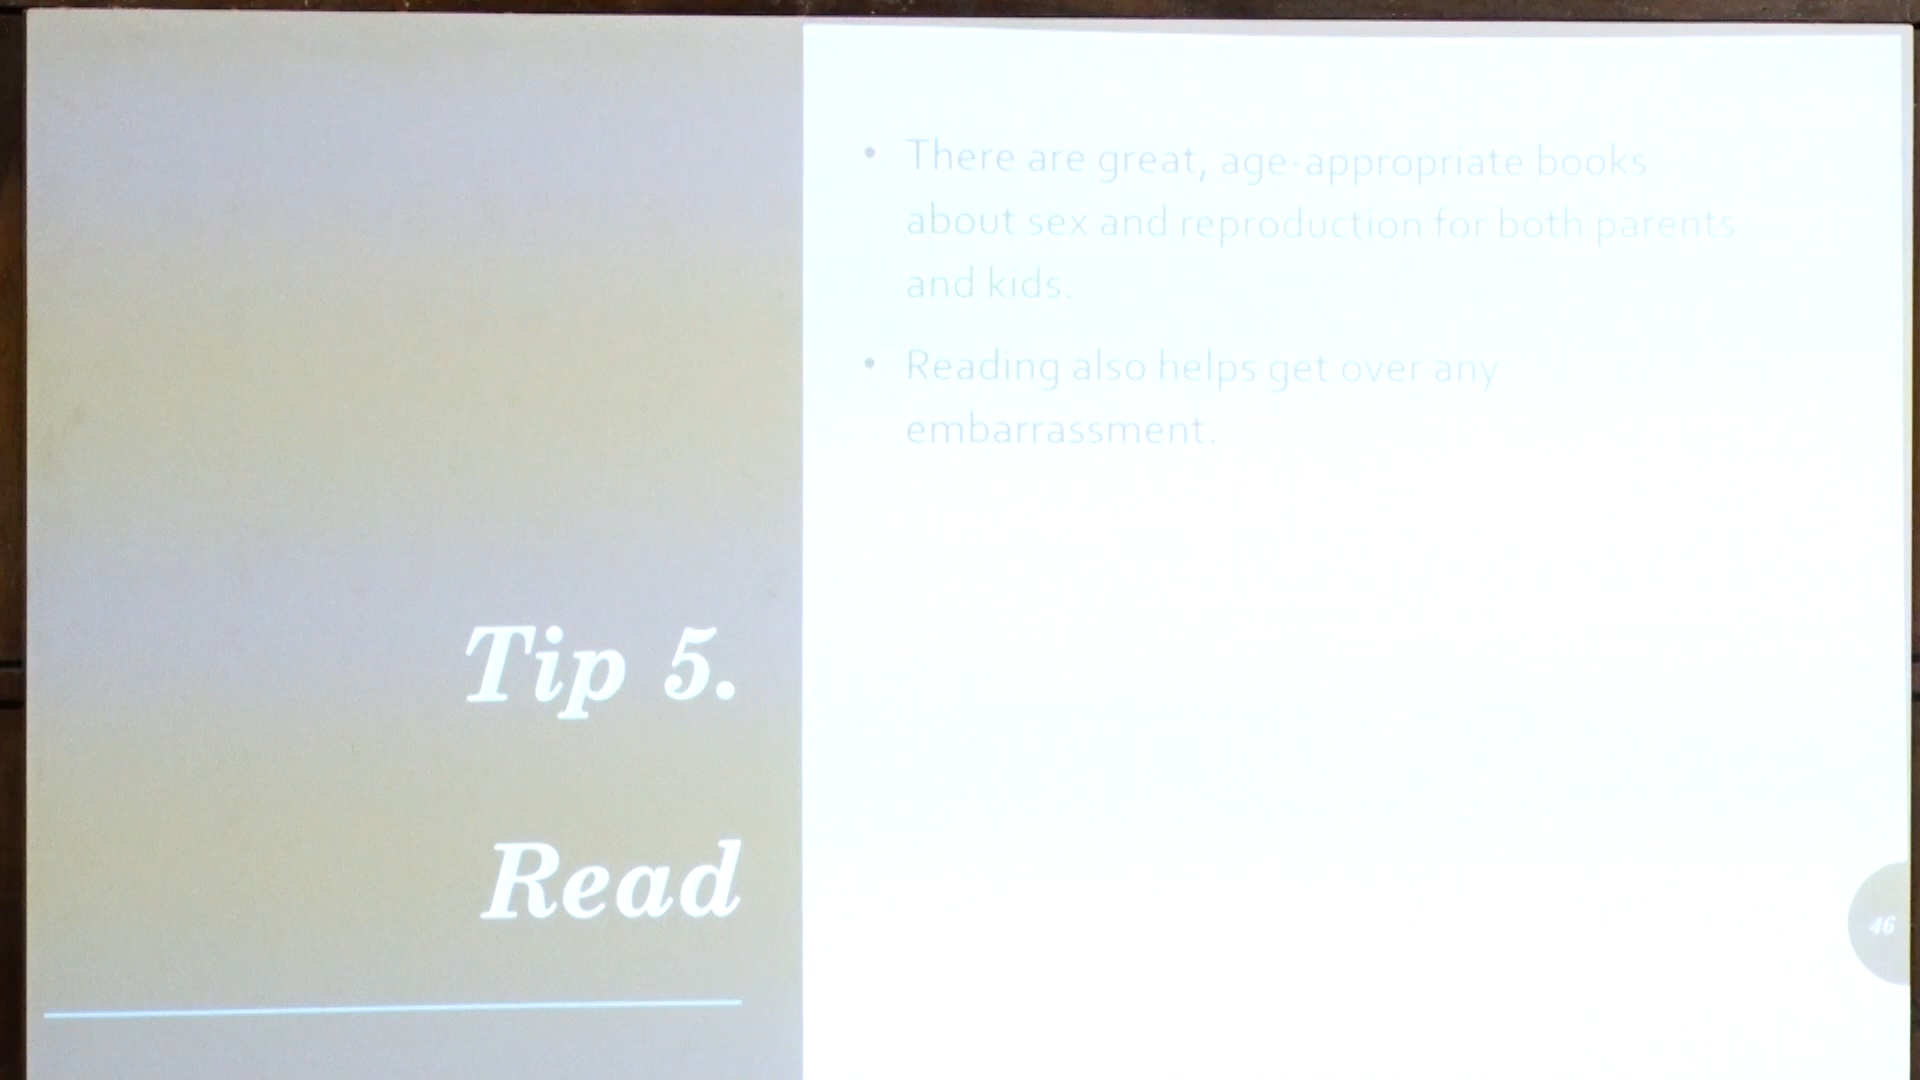 Tip 5.
Read
• There are great, age-appropriate books
about sex and reproduction for both parents
and kids.
• Reading also helps get over any
embarrassment.
46